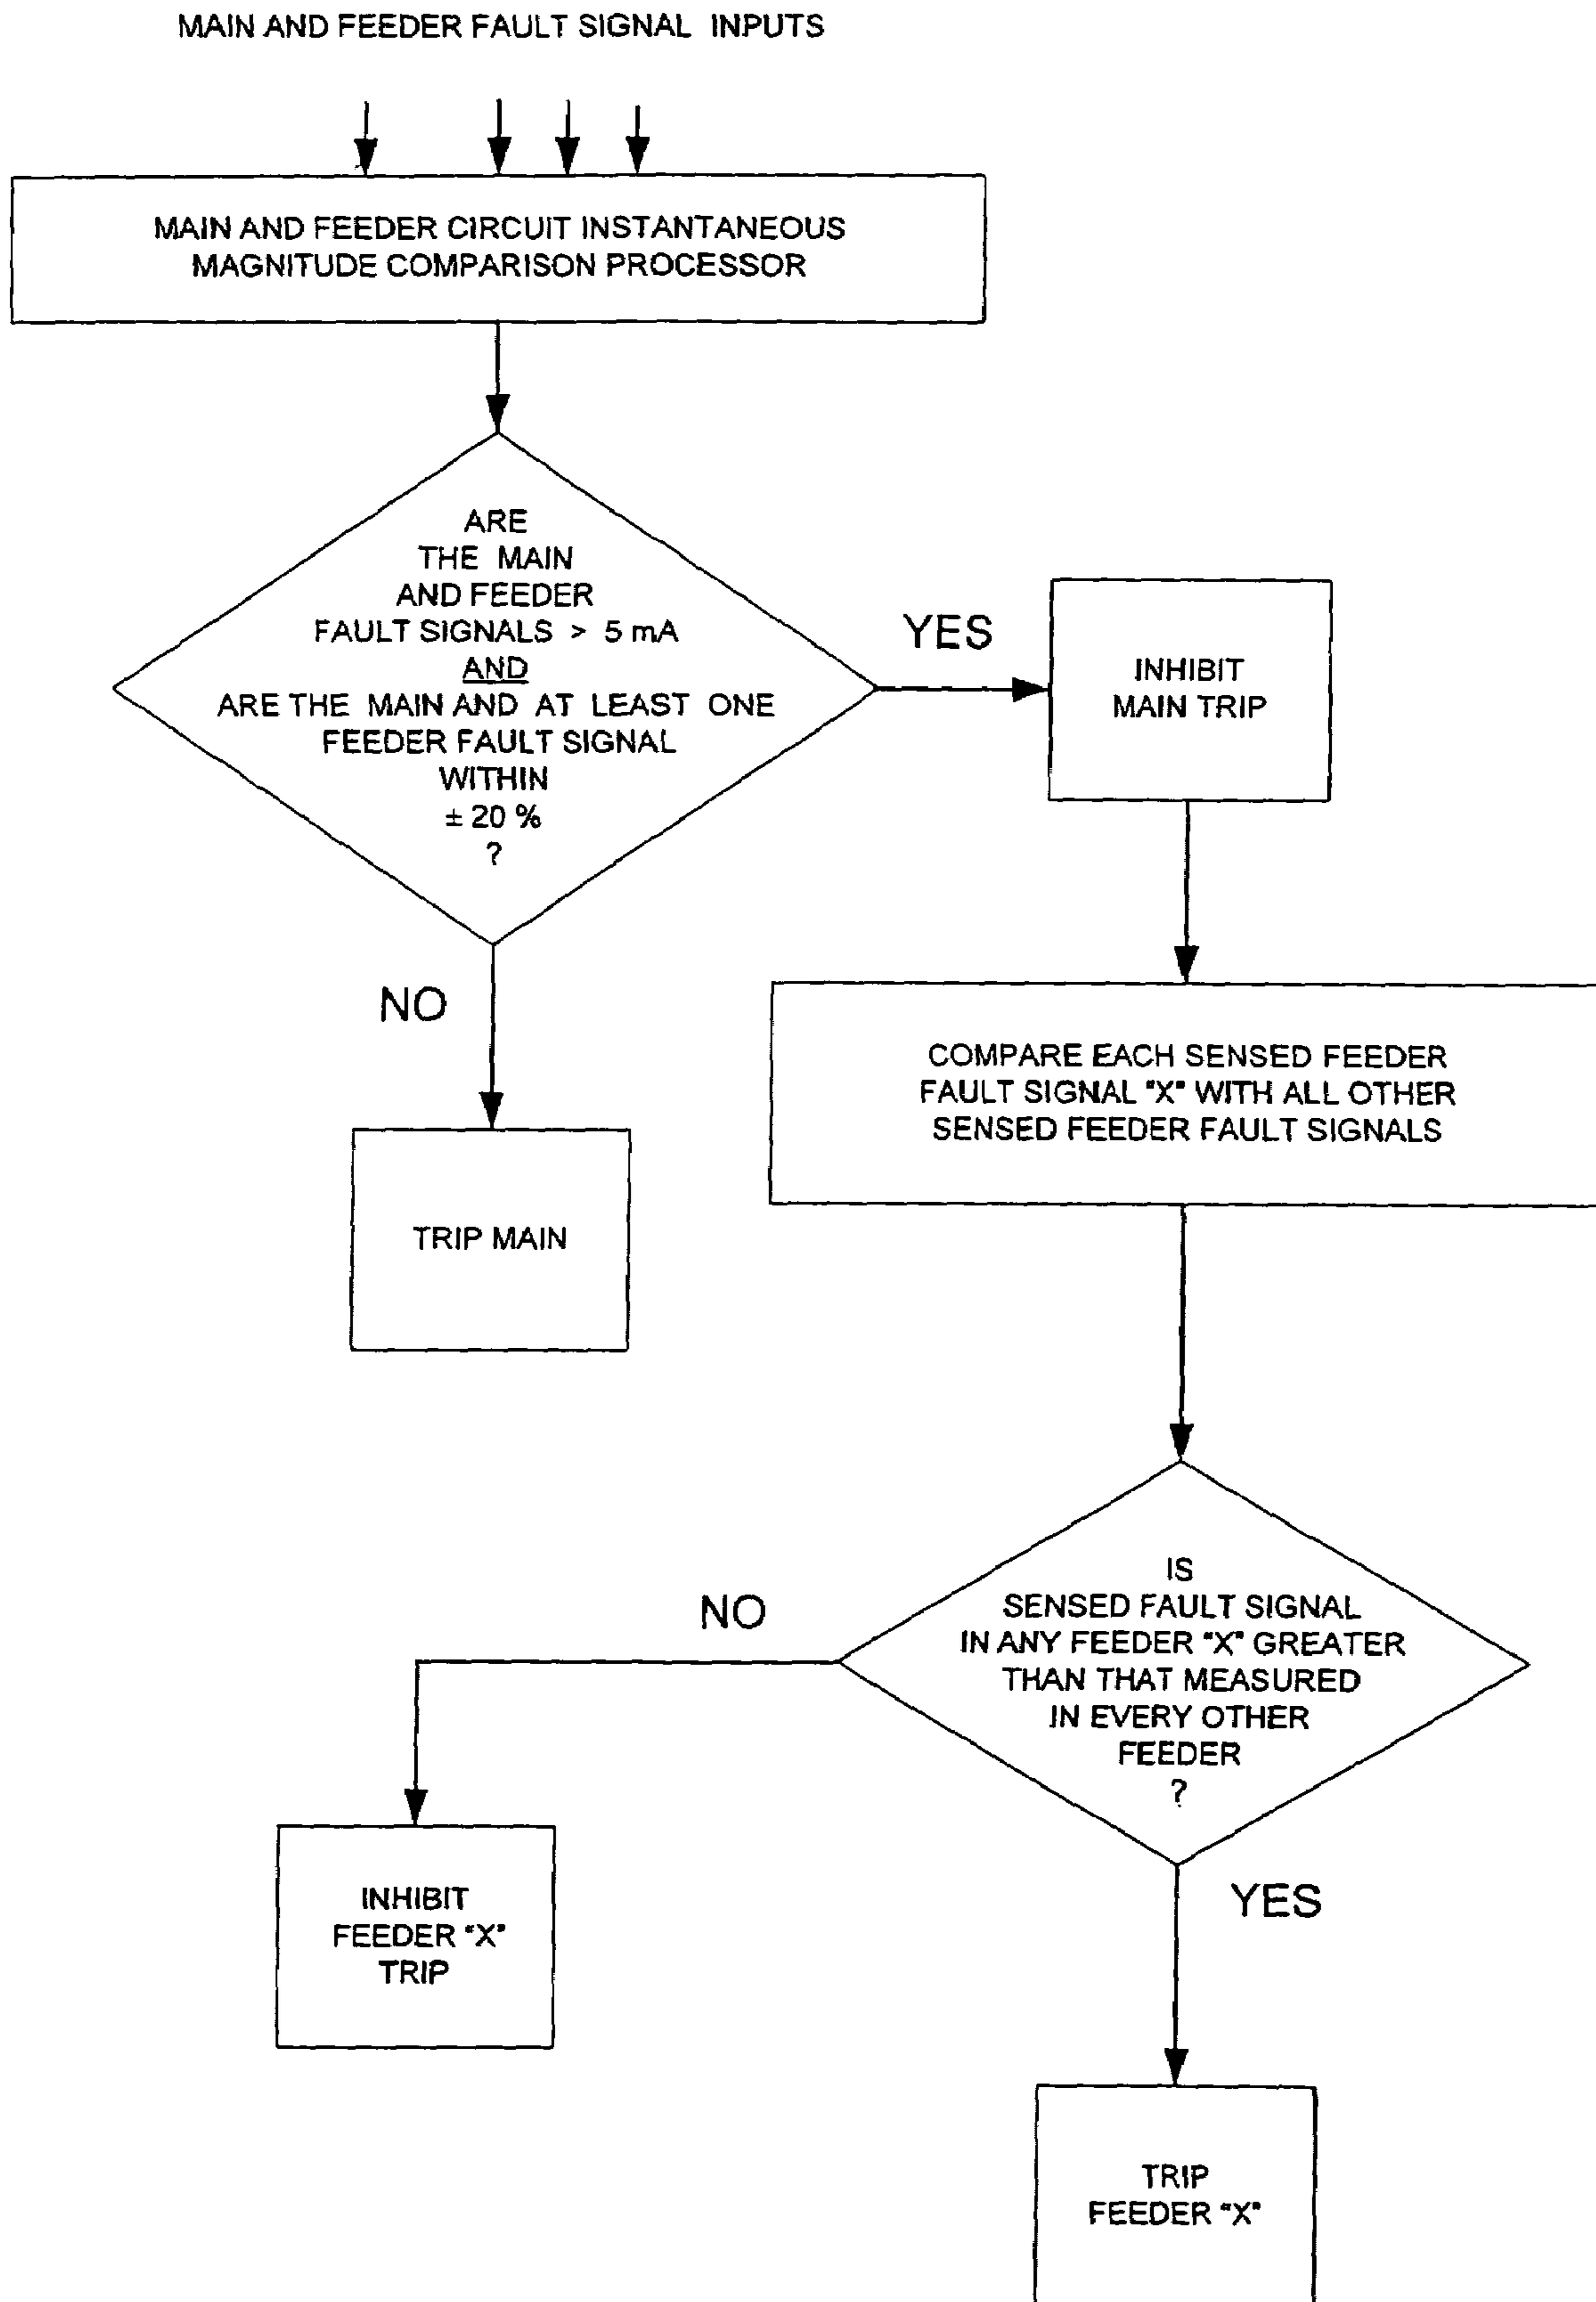 MAIN AND FEEDER FAULT SIGNAL INPUTS
MAIN AND FEEDER CIRCUIT INSTANTANEOUS
MAGNITUDE COMPARISON PROCESSOR
ARE
THE MAIN
AND FEEDER
FAULT SIGNALS > 5 mA
AND
ARE THE MAIN AND AT LEAST ONE
FEEDER FAULT SIGNAL
WITHIN
± 20 %
?
YES
INHIBIT
MAIN TRIP
NO
TRIP MAIN
COMPARE EACH SENSED FEEDER
FAULT SIGNAL "X" WITH ALL OTHER
SENSED FEEDER FAULT SIGNALS
IS
SENSED FAULT SIGNAL
IN ANY FEEDER "X" GREATER
THAN THAT MEASURED
IN EVERY OTHER
FEEDER
?
NO
INHIBIT
FEEDER "X"
TRIP
YES
TRIP
FEEDER "X"